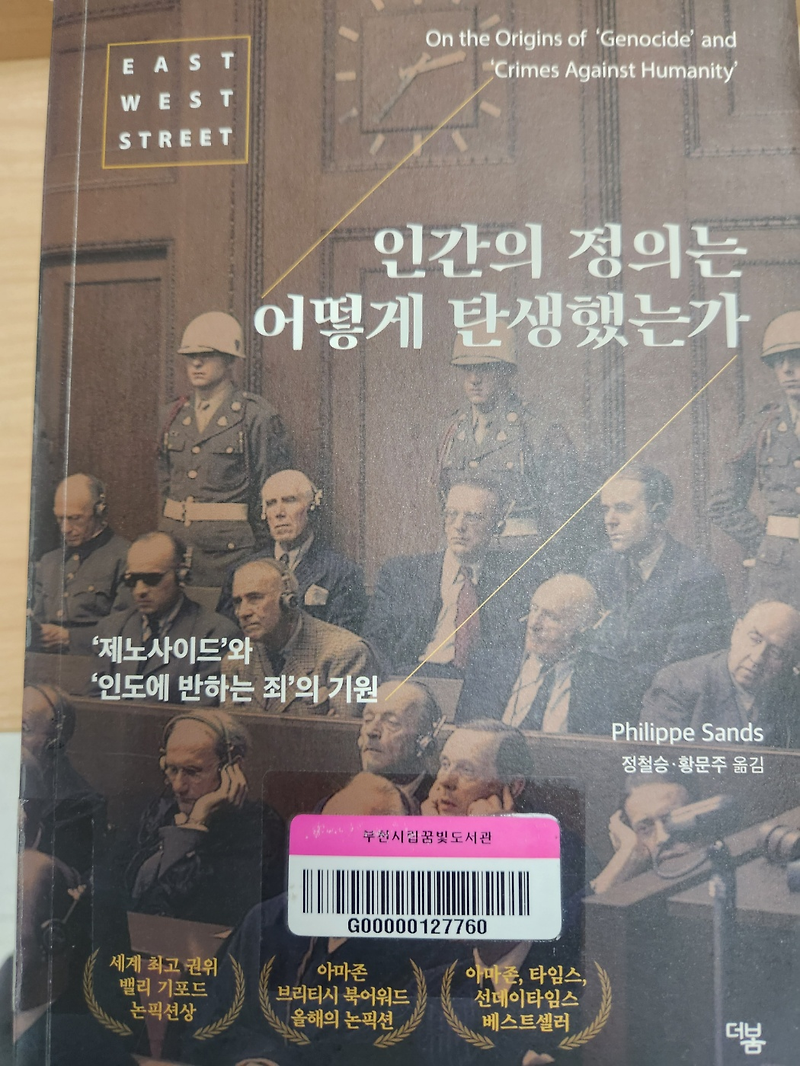 EAST
WEST
STREET
On the Origins of ‘Genocide’ and
‘Crimes Against Humanity’
인간의 정의는
어떻게 탄생했는가
‘제노사이드’와
‘인도에 반하는 죄’의 기원
Philippe Sands
정철승·황문주 옮김
부천시립꿈빛도서관
G00000127760
세계 최고 권위
밸리 기포드
논픽션상
아마존
브리티시 북어워드
올해의 논픽션
아마존, 타임스,
선데이타임스
베스트셀러
더봄